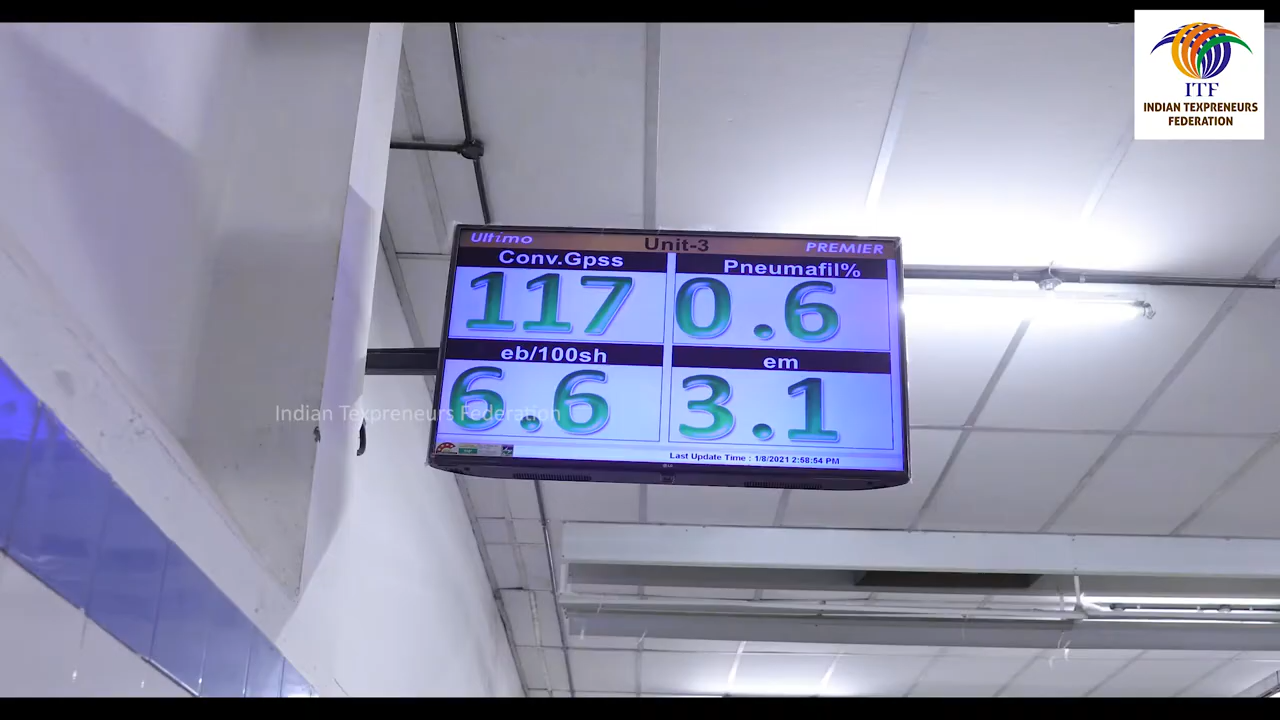 ITF
INDIAN TEXPRENEURS
FEDERATION
Ultimo Unit-3 PREMIER
Conv.Gpss Pneumafil%
117 0.6
eb/100sh em
6.6 3.1
Indian Texpreneurs Federation
Last Update Time : 1/8/2021 2:58:54 PM
LG